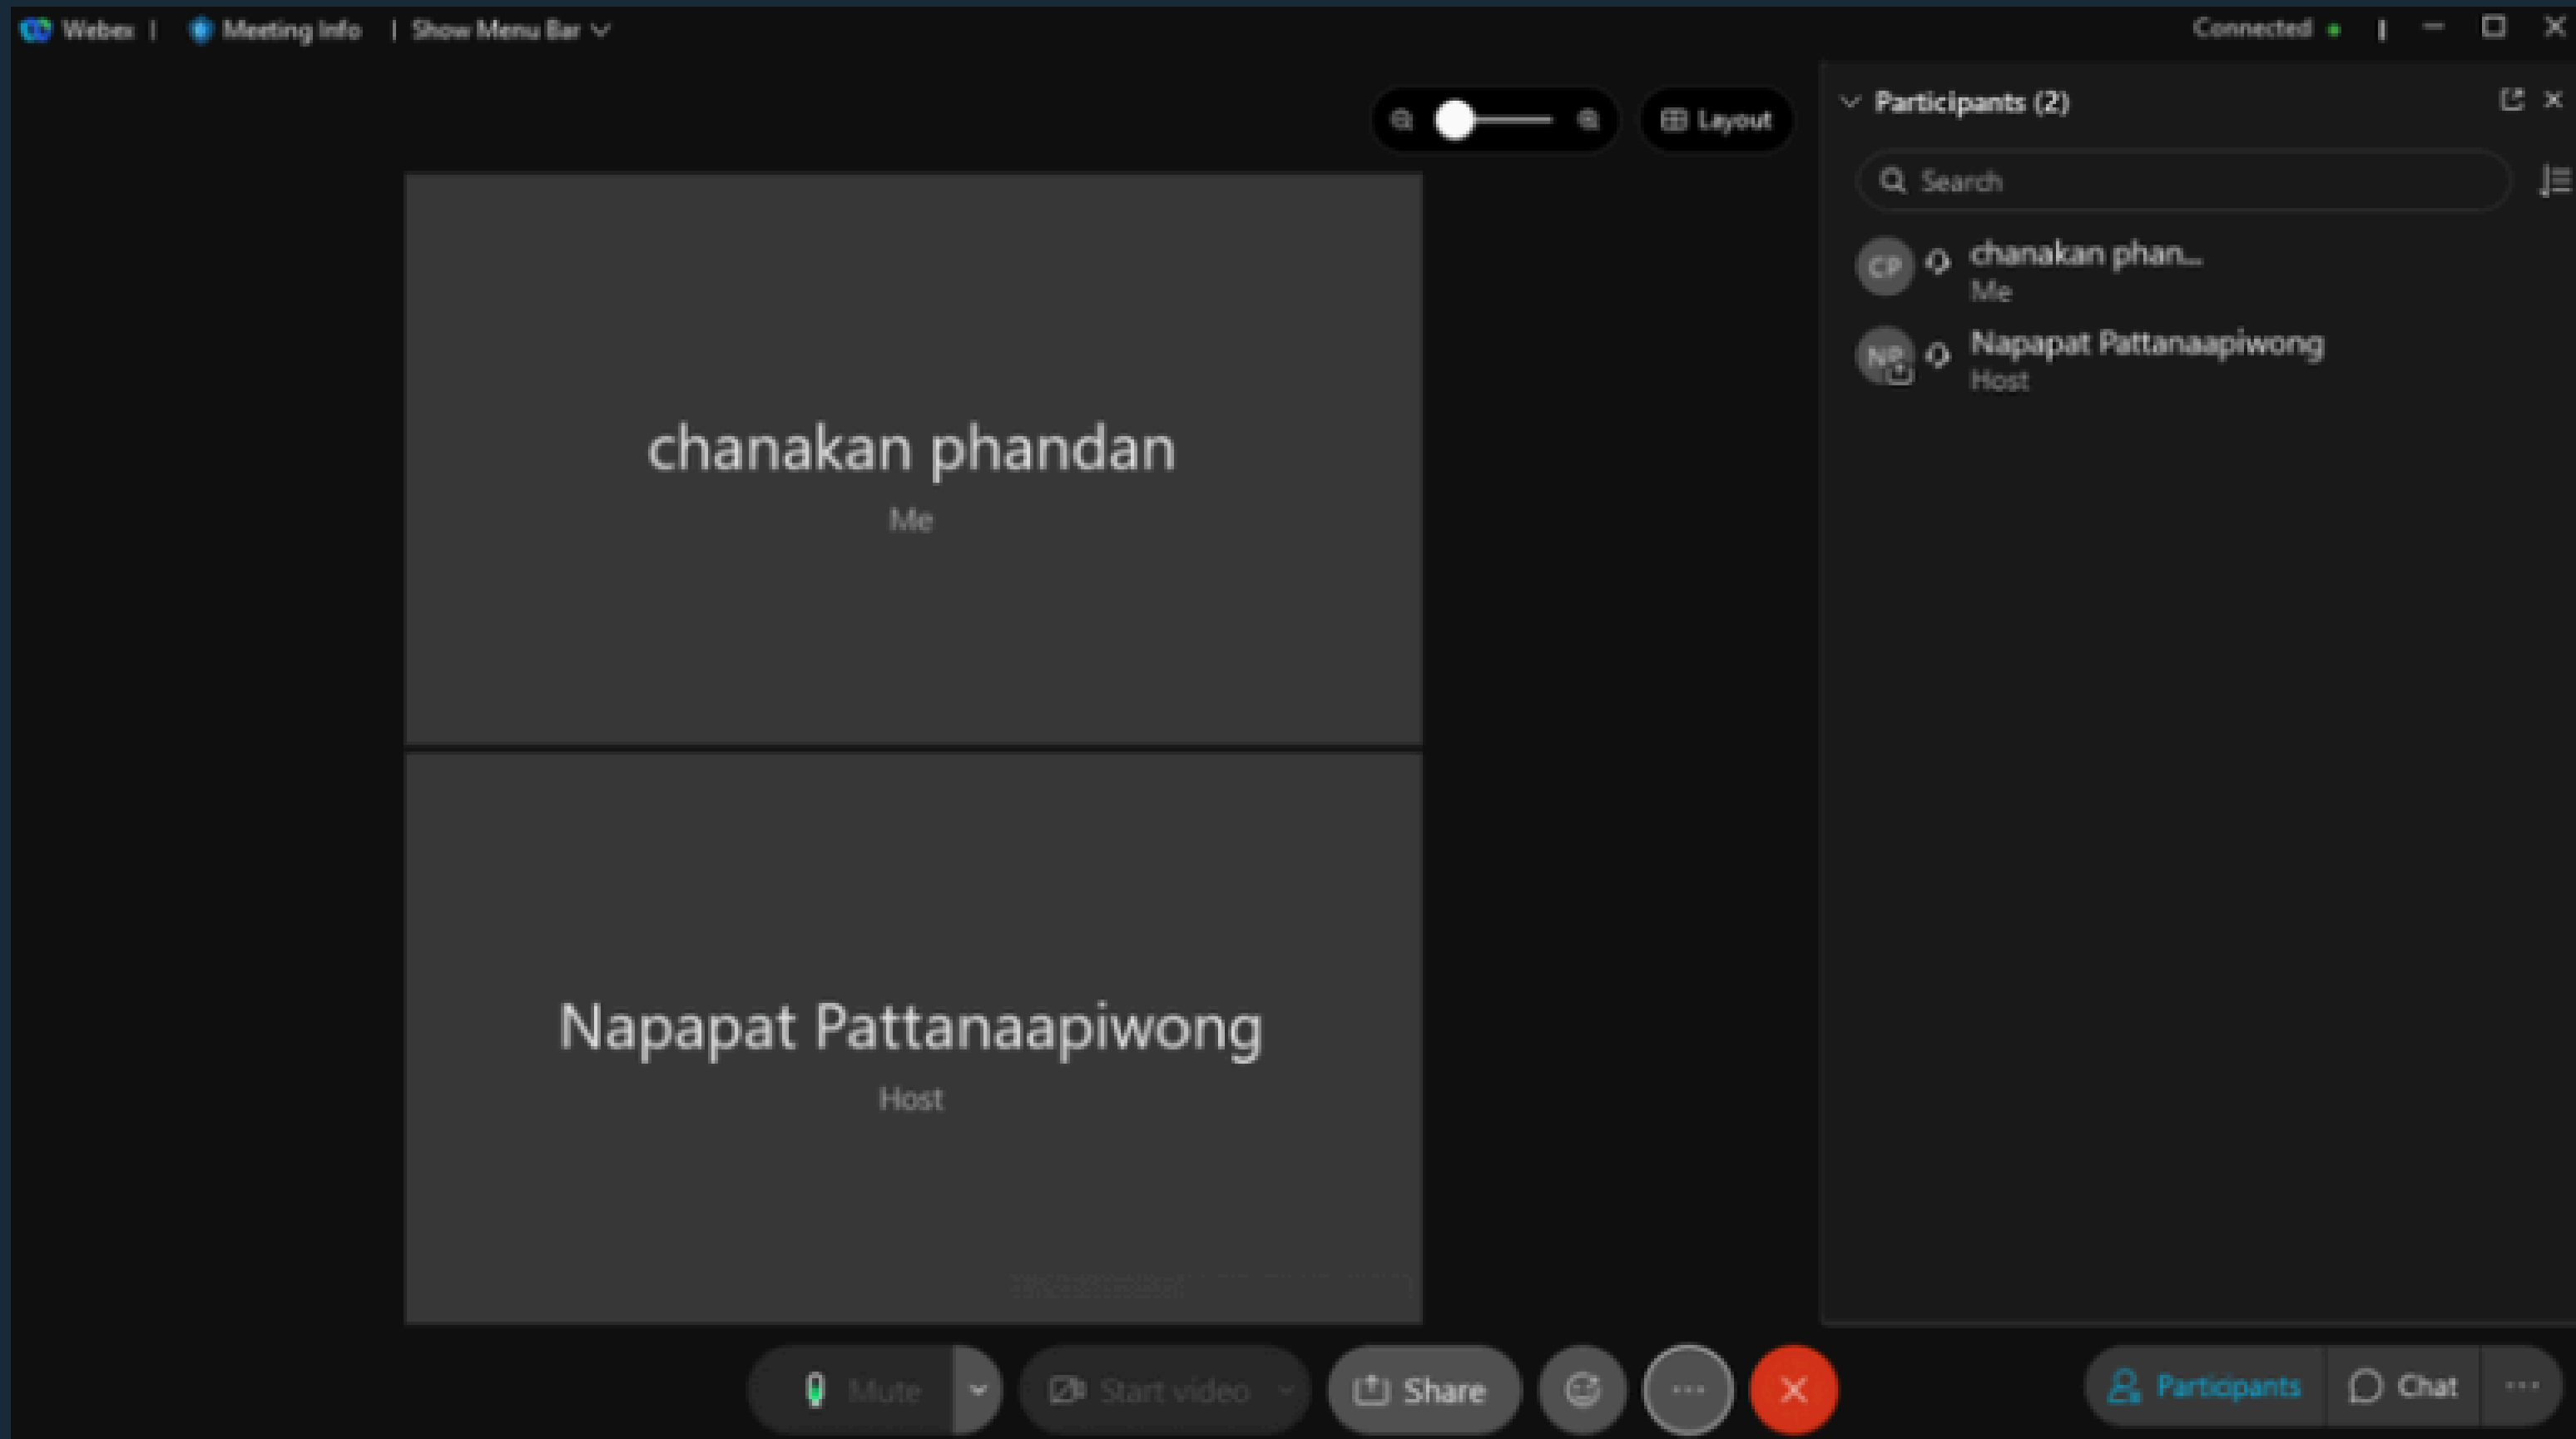 Webex | Meeting Info | Show Menu Bar
Connected
Layout
Participants (2)
Search
CP chanakan phan...
Me
NP Napapat Pattanaapiwong
Host
chanakan phandan
Me
Napapat Pattanaapiwong
Host
Mute
Start video
Share
Participants
Chat